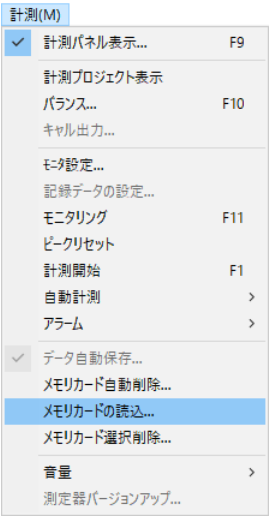 計測(M)
計測パネル表示... F9
計測プロジェクト表示
バランス... F10
キャル出力...
モニタ設定...
記録データの設定...
モニタリング F11
ピークリセット
計測開始 F1
自動計測
アラーム
データ自動保存...
メモリカード自動削除...
メモリカードの読込...
メモリカード選択削除...
音量
測定器バージョンアップ...